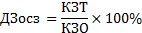 ДЗосз = КЗТ / КЗО × 100%